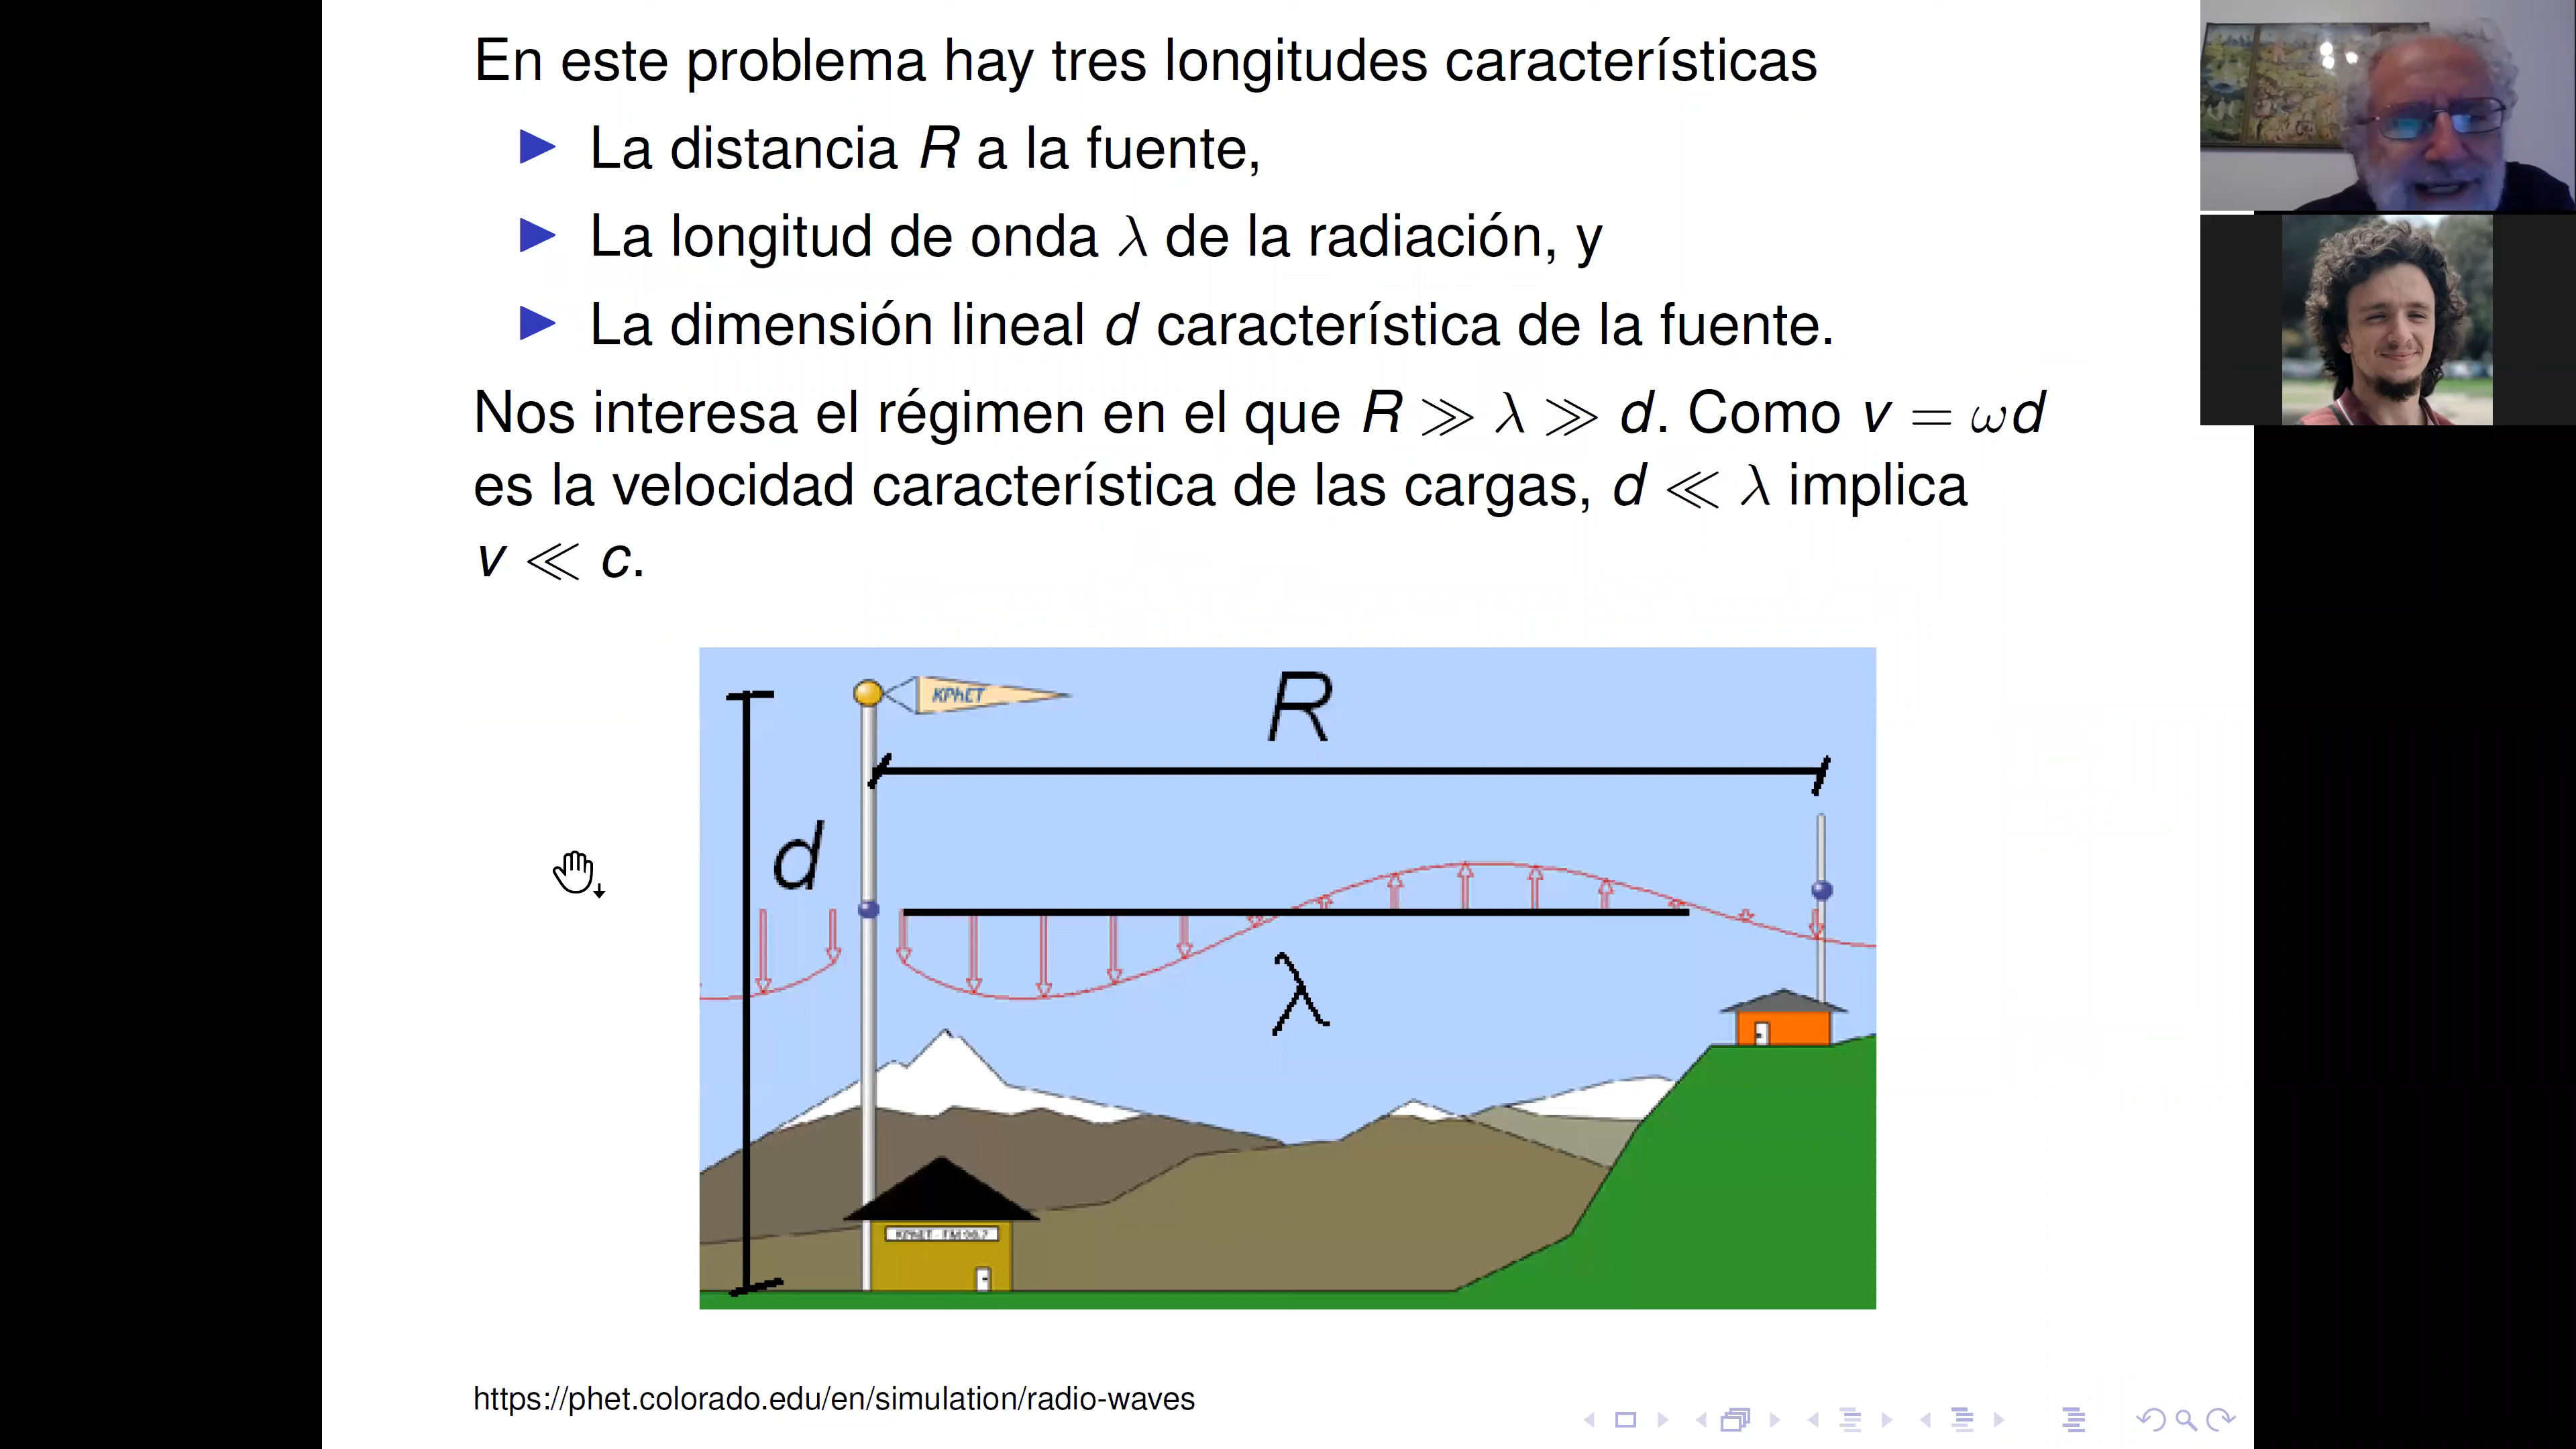 En este problema hay tres longitudes características
La distancia R a la fuente,
La longitud de onda λ de la radiación, y
La dimensión lineal d característica de la fuente.
Nos interesa el régimen en el que R ≫ λ ≫ d. Como v = ωd
es la velocidad característica de las cargas, d ≪ λ implica
v ≪ c.
KPhET
R
d
λ
https://phet.colorado.edu/en/simulation/radio-waves